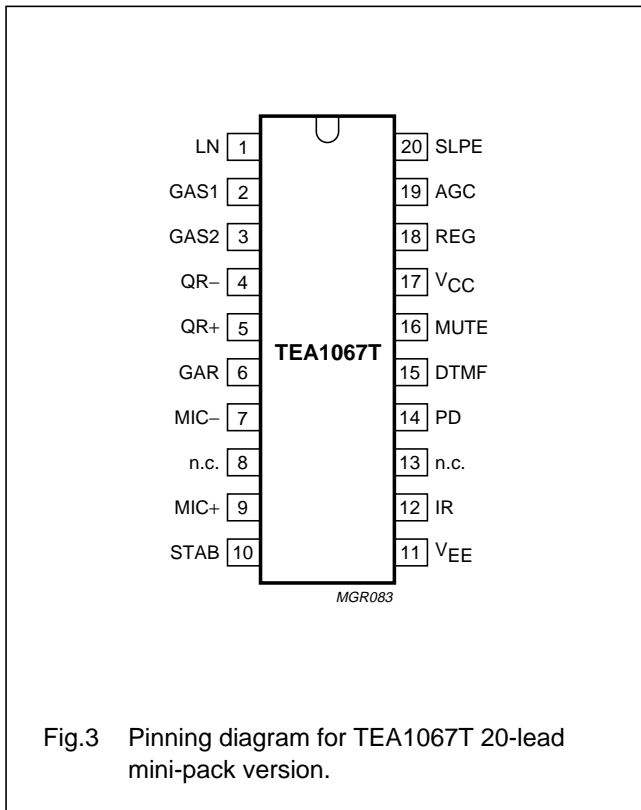 LN 1 20 SLPE
GAS1 2 19 AGC
GAS2 3 18 REG
QR− 4 17 VCC
QR+ 5 16 MUTE
TEA1067T
GAR 6 15 DTMF
MIC− 7 14 PD
n.c. 8 13 n.c.
MIC+ 9 12 IR
STAB 10 11 VEE
MGR083
Fig.3 Pinning diagram for TEA1067T 20-lead
mini-pack version.